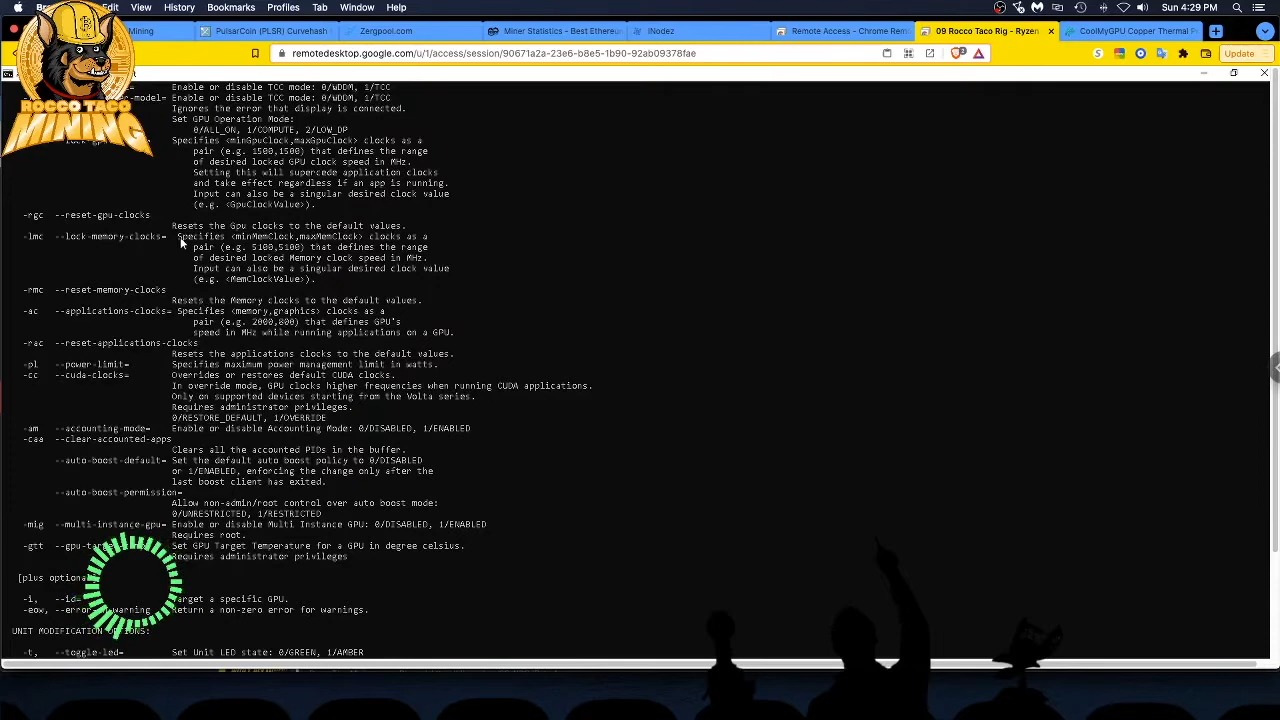 Edit View History Bookmarks Profiles Tab Window Help
Sun 4:29 PM
Mining
PulsarCoin (PLSR) Curvehash
Zergpool.com
Miner Statistics - Best Ethereum
iNodez
Remote Access - Chrome Rem
09 Rocco Taco Rig - Ryzen
CoolMyGPU Copper Thermal P
remotedesktop.google.com/u/1/access/session/90671a2a-23e6-b8e5-1b90-92ab09378fae
Update
ROCCO TACO
MINING
Enable or disable TCC mode: 0/WDDM, 1/TCC
-model= Enable or disable TCC mode: 0/WDDM, 1/TCC
Ignores the error that display is connected.
Set GPU Operation Mode:
0/ALL_ON, 1/COMPUTE, 2/LOW_DP
Specifies <minGpuClock,maxGpuClock> clocks as a
pair (e.g. 1500,1500) that defines the range
of desired locked GPU clock speed in MHz.
Setting this will supercede application clocks
and take effect regardless if an app is running.
Input can also be a singular desired clock value
(e.g. <GpuClockValue>).
-rgc --reset-gpu-clocks
Resets the Gpu clocks to the default values.
-lmc --lock-memory-clocks= Specifies <minMemClock,maxMemClock> clocks as a
pair (e.g. 5100,5100) that defines the range
of desired locked Memory clock speed in MHz.
Input can also be a singular desired clock value
(e.g. <MemClockValue>).
-rmc --reset-memory-clocks
Resets the Memory clocks to the default values.
-ac --applications-clocks= Specifies <memory,graphics> clocks as a
pair (e.g. 2000,800) that defines GPU's
speed in MHz while running applications on a GPU.
-rac --reset-applications-clocks
Resets the applications clocks to the default values.
-pl --power-limit= Specifies maximum power management limit in watts.
-cc --cuda-clocks= Overrides or restores default CUDA clocks.
In override mode, GPU clocks higher frequencies when running CUDA applications.
Only on supported devices starting from the Volta series.
Requires administrator privileges.
0/RESTORE_DEFAULT, 1/OVERRIDE
-am --accounting-mode= Enable or disable Accounting Mode: 0/DISABLED, 1/ENABLED
-caa --clear-accounted-apps
Clears all the accounted PIDs in the buffer.
--auto-boost-default= Set the default auto boost policy to 0/DISABLED
or 1/ENABLED, enforcing the change only after the
last boost client has exited.
--auto-boost-permission=
Allow non-admin/root control over auto boost mode:
0/UNRESTRICTED, 1/RESTRICTED
-mig --multi-instance-gpu= Enable or disable Multi Instance GPU: 0/DISABLED, 1/ENABLED
Requires root.
-gtt --gpu-target- Set GPU Target Temperature for a GPU in degree celsius.
Requires administrator privileges
[plus optional]
-i, --id= Target a specific GPU.
-eow, --error- warning Return a non-zero error for warnings.
UNIT MODIFICATION OPTIONS:
-t, --toggle-led= Set Unit LED state: 0/GREEN, 1/AMBER